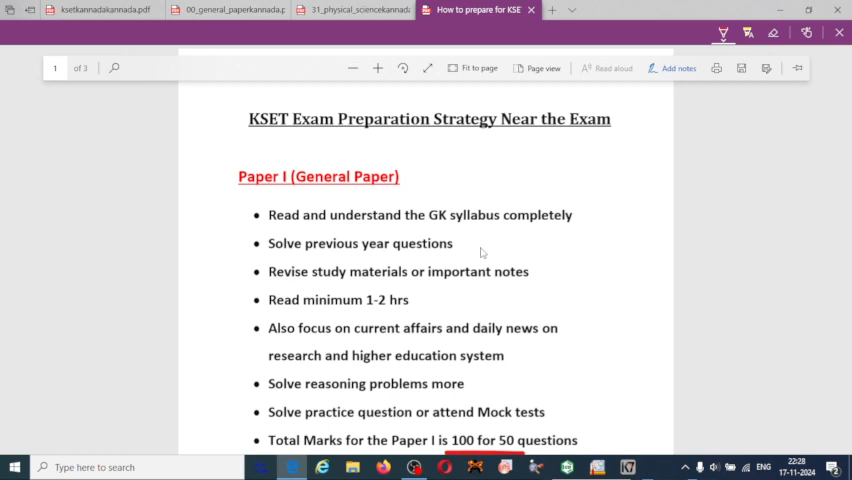 ksetkannadakannada.pdf
00_general_paperkannada.p
31_physical_sciencekannada
How to prepare for KSE
1 of 3
Fit to page
Page view
Read aloud
Add notes
KSET Exam Preparation Strategy Near the Exam
Paper I (General Paper)
• Read and understand the GK syllabus completely
• Solve previous year questions
• Revise study materials or important notes
• Read minimum 1-2 hrs
• Also focus on current affairs and daily news on
research and higher education system
• Solve reasoning problems more
• Solve practice question or attend Mock tests
• Total Marks for the Paper I is 100 for 50 questions
Type here to search
ENG
22:28
17-11-2024
2